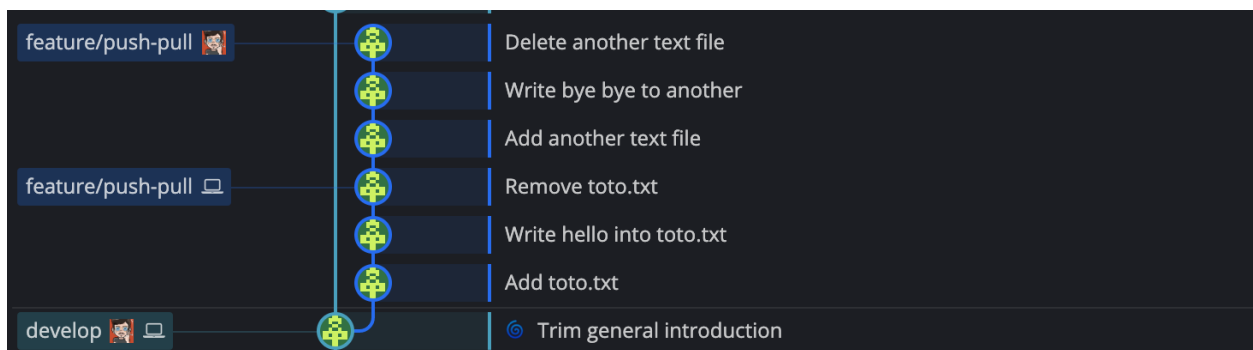 feature/push-pull Delete another text file
Write bye bye to another
Add another text file
feature/push-pull Remove toto.txt
Write hello into toto.txt
Add toto.txt
develop Trim general introduction